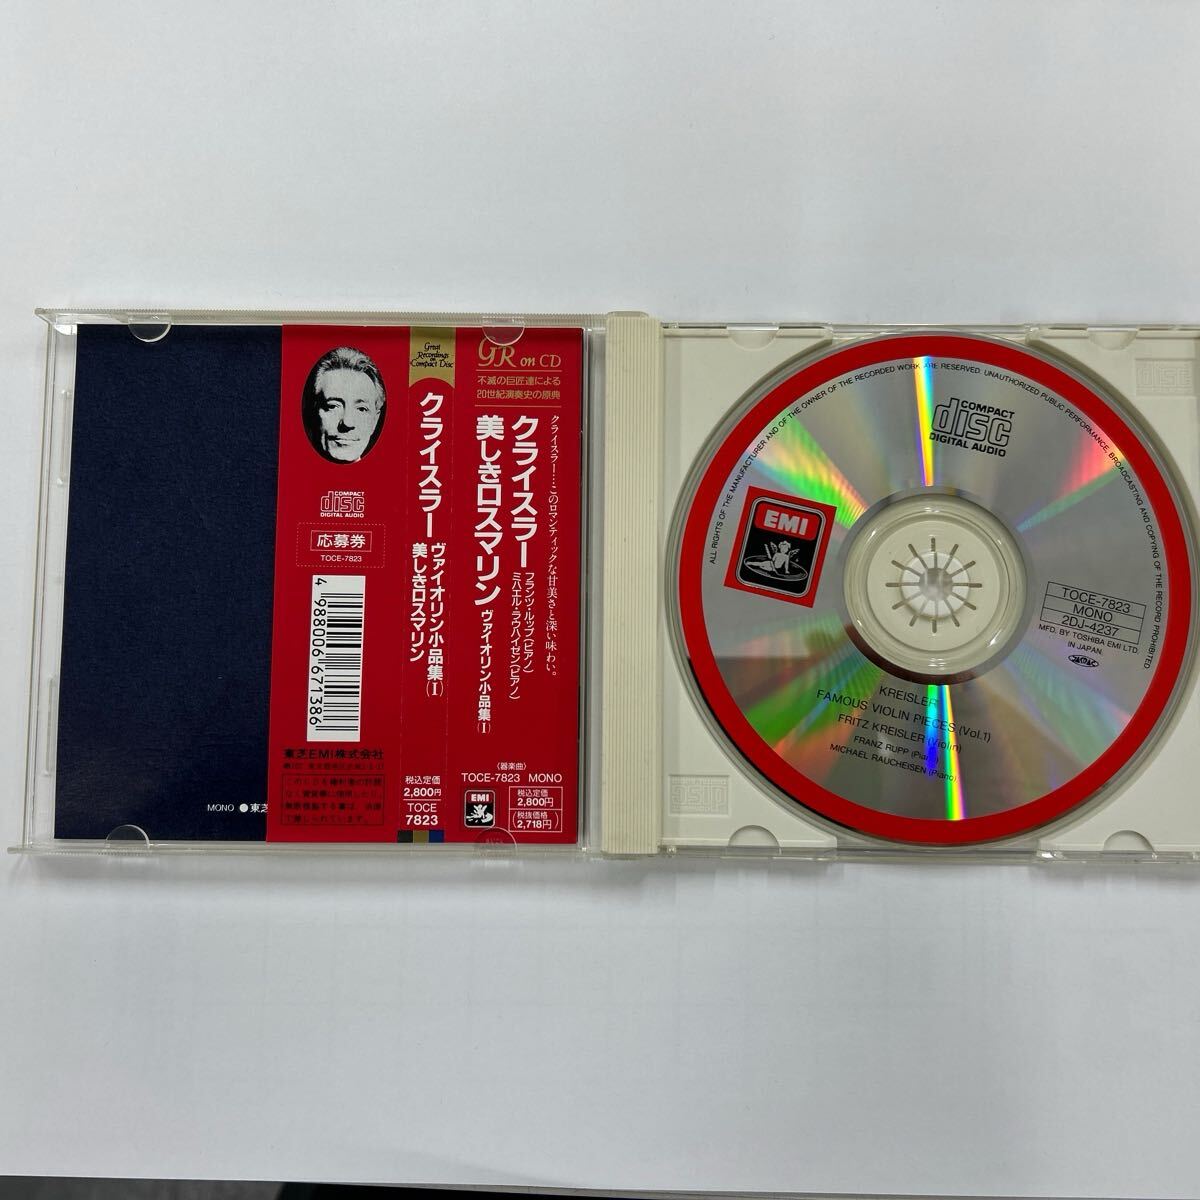 MONO ●東芝
COMPACT
disc
DIGITAL AUDIO
応募券
TOCE-7823
4 988006 671386
東芝EMI株式会社
Great
Recordings
on
Compact Disc
クライスラー
ヴァイオリン小品集(I)
美しきロスマリン
税込定価
2,800円
TOCE
7823
GR on CD
不滅の巨匠達による
20世紀演奏史の原典
クライスラー…このロマンティックな甘美さと深い味わい。
クライスラー
フランツ・ルップ(ピアノ)
ミハエル・ラウハイゼン(ピアノ)
美しきロスマリン
ヴァイオリン小品集(I)
〈器楽曲〉
TOCE-7823 MONO
EMI
税込定価
2,800円
(税抜価格
2,718円)
ALL RIGHTS OF THE MANUFACTURER AND OF THE OWNER OF THE RECORDED WORK ARE RESERVED. UNAUTHORIZED PUBLIC PERFORMANCE, BROADCASTING AND COPYING OF THE RECORD PROHIBITED
COMPACT
disc
DIGITAL AUDIO
EMI
TOCE-7823
MONO
2DJ-4237
MFD. BY TOSHIBA EMI LTD.
IN JAPAN.
JASRAC
KREISLER
FAMOUS VIOLIN PIECES (Vol.1)
FRITZ KREISLER (Violin)
FRANZ RUPP (Piano)
MICHAEL RAUCHEISEN (Piano)